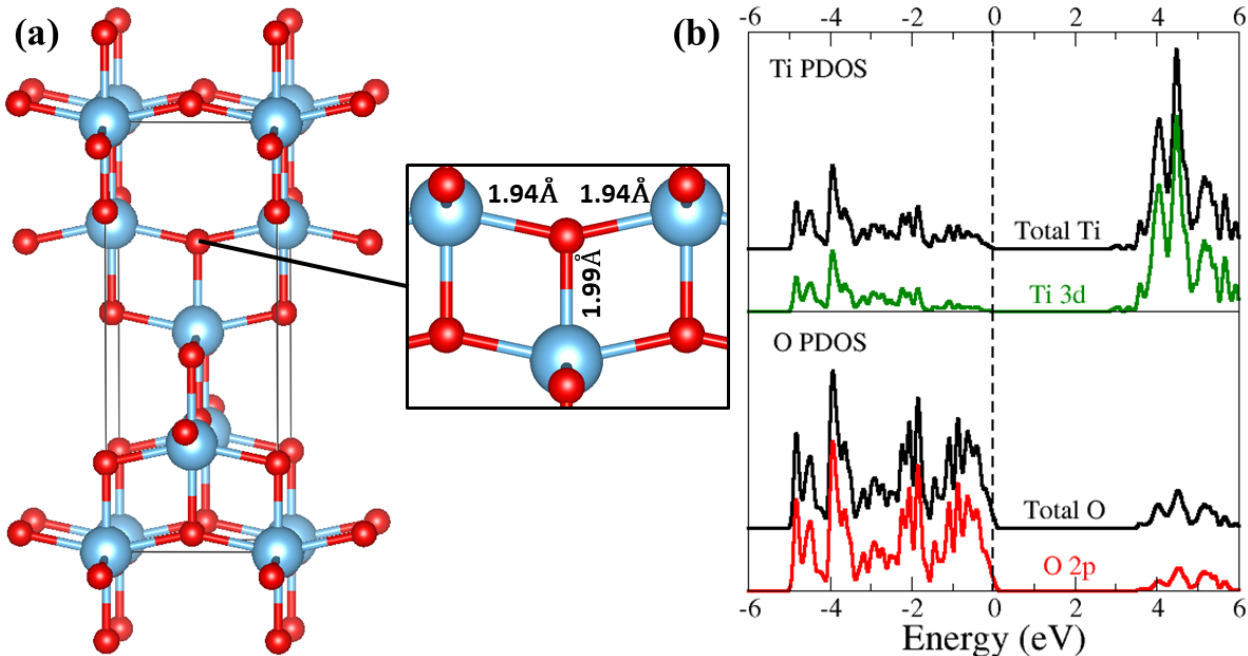 (a)
1.94Å 1.94Å
1.99Å
(b)
-6 -4 -2 0 2 4 6
Ti PDOS
Total Ti
Ti 3d
O PDOS
Total O
O 2p
-6 -4 -2 0 2 4 6
Energy (eV)